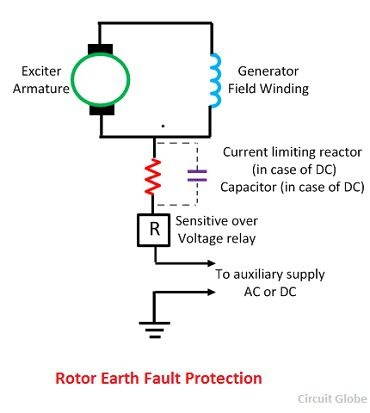 Exciter
Armature
Generator
Field Winding
Current limiting reactor
(in case of DC)
Capacitor (in case of DC)
R
Sensitive over
Voltage relay
To auxiliary supply
AC or DC
Rotor Earth Fault Protection
Circuit Globe